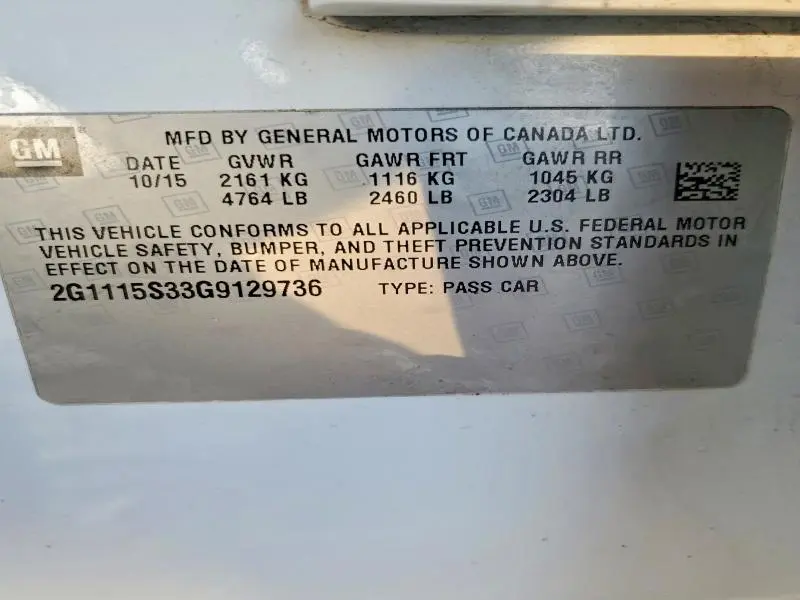 GM
MFD BY GENERAL MOTORS OF CANADA LTD.
DATE GVWR GAWR FRT GAWR RR
10/15 2161 KG 1116 KG 1045 KG
4764 LB 2460 LB 2304 LB
THIS VEHICLE CONFORMS TO ALL APPLICABLE U.S. FEDERAL MOTOR
VEHICLE SAFETY, BUMPER, AND THEFT PREVENTION STANDARDS IN
EFFECT ON THE DATE OF MANUFACTURE SHOWN ABOVE.
2G1115S33G9129736 TYPE: PASS CAR